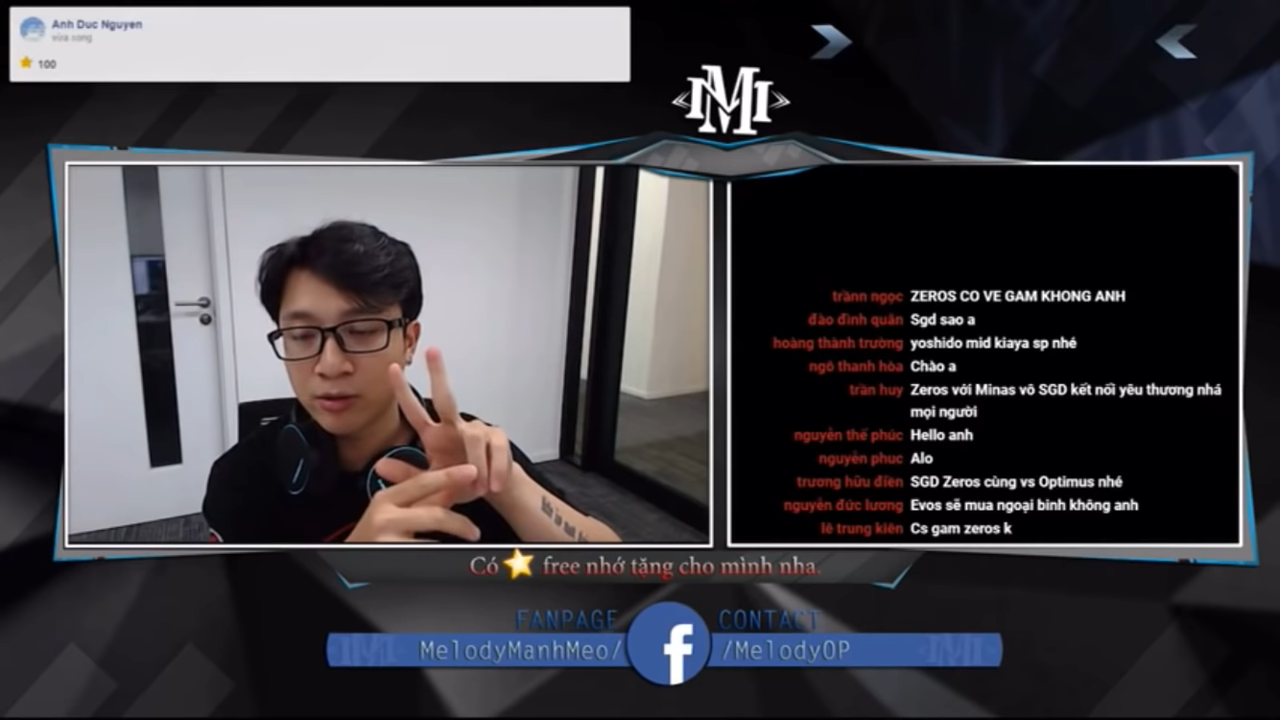 Anh Duc Nguyen
vừa xong
100
MI
trànn ngọc ZEROS CO VE GAM KHONG ANH
đào đình quân Sgd sao a
hoàng thành trường yoshido mid kiaya sp nhé
ngô thanh hòa Chào a
trần huy Zeros với Minas vô SGD kết nối yêu thương nhá
mọi người
nguyễn thế phúc Hello anh
nguyễn phuc Alo
trương hữu điền SGD Zeros cùng vs Optimus nhé
nguyễn đức lương Evos sẽ mua ngoại binh không anh
lê trung kiên Cs gam zeros k
Có free nhớ tặng cho mình nha.
FANPAGE CONTACT
MelodyManhMeo/ f /MelodyOP